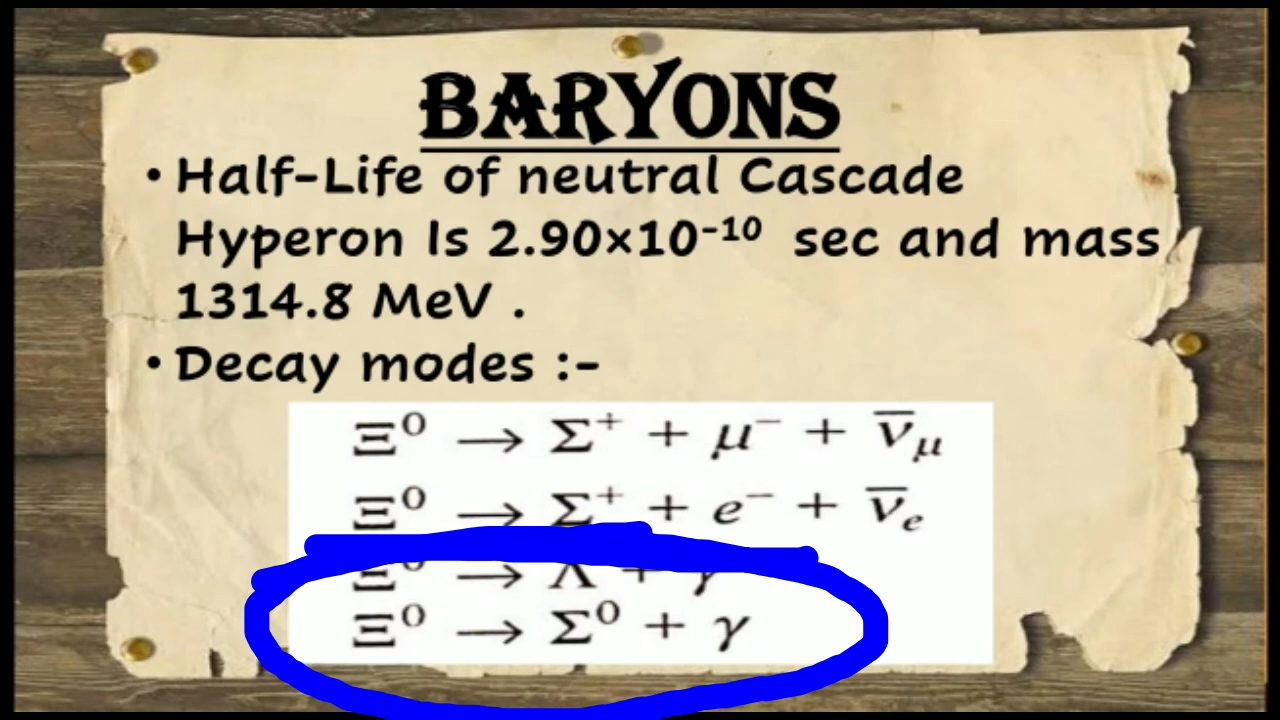 BARYONS
• Half-Life of neutral Cascade
Hyperon Is 2.90×10⁻¹⁰ sec and mass
1314.8 MeV .
• Decay modes :-
Ξ⁰ → Σ⁺ + μ⁻ + ν̅_μ
Ξ⁰ → Σ⁺ + e⁻ + ν̅_e
Ξ⁰ → Λ + γ
Ξ⁰ → Σ⁰ + γ